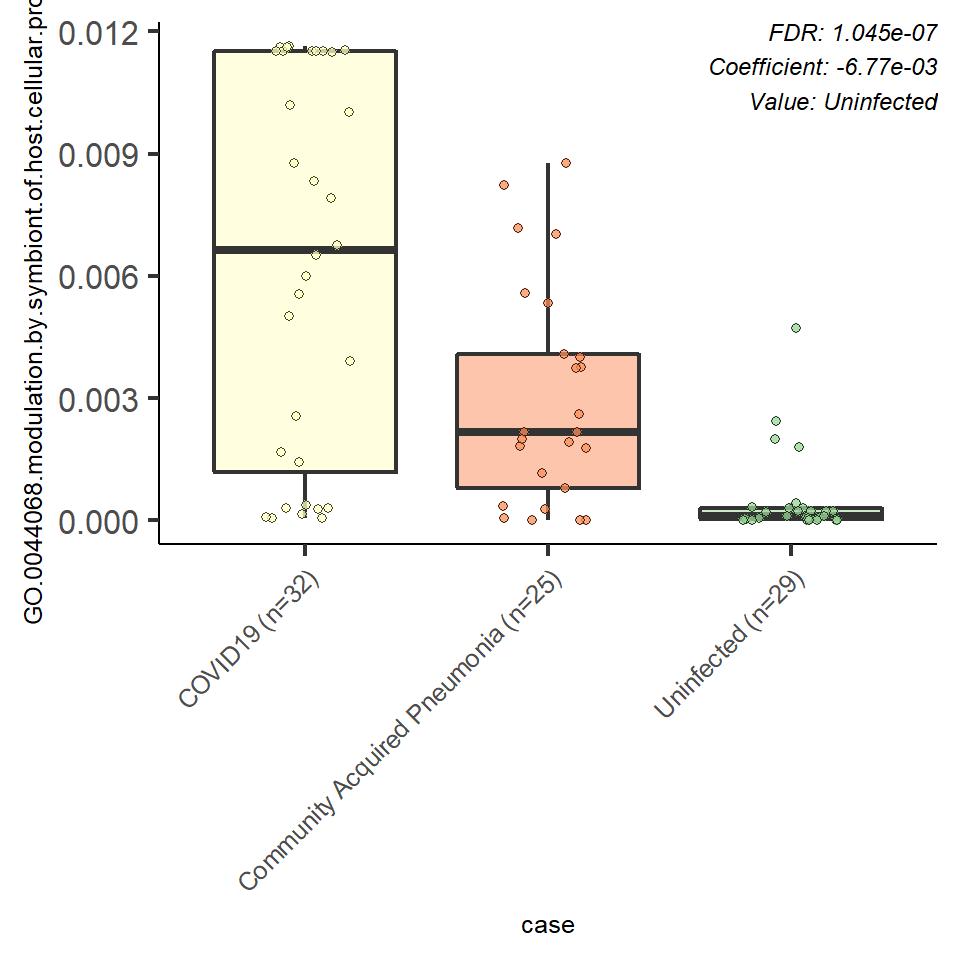 FDR: 1.045e-07
Coefficient: -6.77e-03
Value: Uninfected
GO.0044068.modulation.by.symbiont.of.host.cellular.pro
0.012
0.009
0.006
0.003
0.000
COVID19 (n=32)
Community Acquired Pneumonia (n=25)
Uninfected (n=29)
case